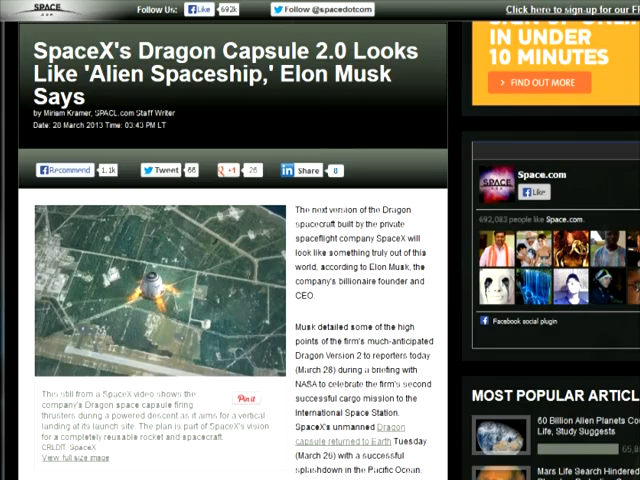 SPACE
.COM
Follow Us:
Like
692k
Follow @spacedotcom
Click here to sign-up for our FR
SIGN UP ONLINE
IN UNDER
10 MINUTES
> FIND OUT MORE
SpaceX's Dragon Capsule 2.0 Looks
Like 'Alien Spaceship,' Elon Musk
Says
by Miriam Kramer, SPACE.com Staff Writer
Date: 28 March 2013 Time: 03:43 PM ET
Recommend
1.1k
Tweet
66
+1
26
Share
8
The next version of the Dragon
spacecraft built by the private
spaceflight company SpaceX will
look like something truly out of this
world, according to Elon Musk, the
company's billionaire founder and
CEO.
Musk detailed some of the high
points of the firm's much-anticipated
Dragon Version 2 to reporters today
(March 28) during a briefing with
NASA to celebrate the firm's second
successful cargo mission to the
International Space Station.
SpaceX's unmanned Dragon
capsule returned to Earth Tuesday
(March 26) with a successful
splashdown in the Pacific Ocean.
Pin it
This still from a SpaceX video shows the
company's Dragon space capsule firing
thrusters during a powered descent as it aims for a vertical
landing at its launch site. The plan is part of SpaceX's vision
for a completely reusable rocket and spacecraft.
CREDIT: SpaceX
View full size image
SPACE
Space.com
Like
692,083 people like Space.com.
Facebook social plugin
MOST POPULAR ARTICL
60 Billion Alien Planets Cou
Life, Study Suggests
Mars Life Search Hindered